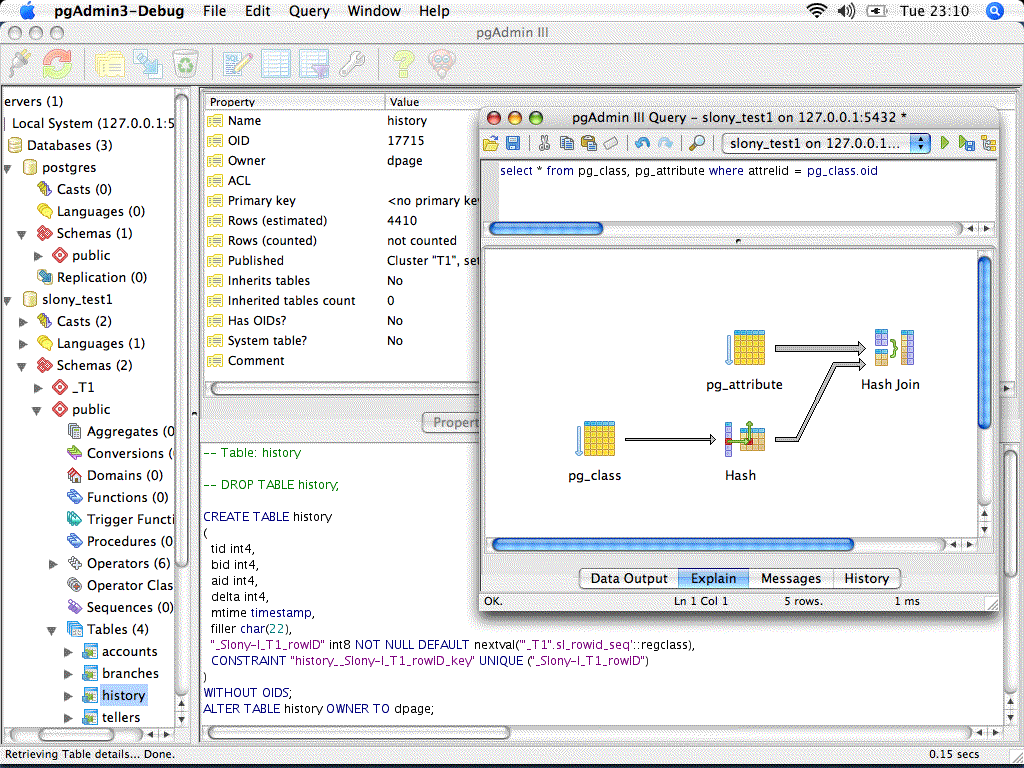 pgAdmin3-Debug File Edit Query Window Help Tue 23:10
pgAdmin III
ervers (1)
Local System (127.0.0.1:5
Databases (3)
postgres
Casts (0)
Languages (0)
Schemas (1)
public
Replication (0)
slony_test1
Casts (2)
Languages (1)
Schemas (2)
_T1
public
Aggregates (0
Conversions (
Domains (0)
Functions (0)
Trigger Functi
Procedures (0
Operators (6)
Operator Clas
Sequences (0)
Tables (4)
accounts
branches
history
tellers
Property Value
Name history
OID 17715
Owner dpage
ACL
Primary key <no primary key
Rows (estimated) 4410
Rows (counted) not counted
Published Cluster "T1", set
Inherits tables No
Inherited tables count 0
Has OIDs? No
System table? No
Comment
Propert
-- Table: history
-- DROP TABLE history;
CREATE TABLE history
(
tid int4,
bid int4,
aid int4,
delta int4,
mtime timestamp,
filler char(22),
"_Slony-I_T1_rowID" int8 NOT NULL DEFAULT nextval('"_T1".sl_rowid_seq'::regclass),
CONSTRAINT "history__Slony-I_T1_rowID_key" UNIQUE ("_Slony-I_T1_rowID")
)
WITHOUT OIDS;
ALTER TABLE history OWNER TO dpage;
pgAdmin III Query - slony_test1 on 127.0.0.1:5432 *
SQL
slony_test1 on 127.0.0.1...
select * from pg_class, pg_attribute where attrelid = pg_class.oid
pg_attribute
Hash Join
pg_class
Hash
Data Output Explain Messages History
OK. Ln 1 Col 1 5 rows. 1 ms
Retrieving Table details... Done. 0.15 secs